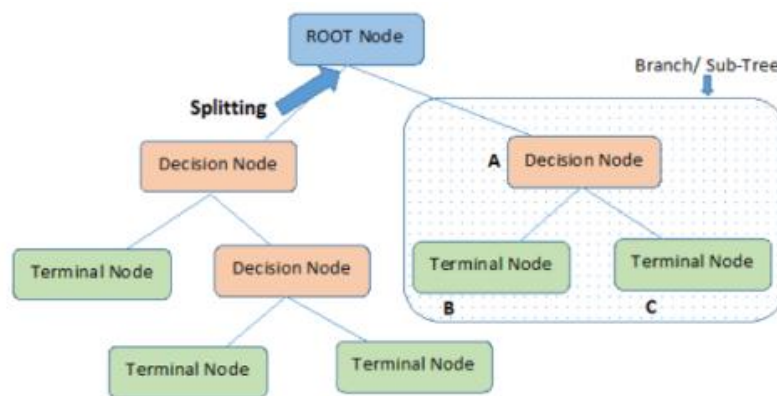 ROOT Node
Branch/ Sub-Tree
Splitting
Decision Node
A
Decision Node
Terminal Node
Decision Node
Terminal Node
Terminal Node
B
C
Terminal Node
Terminal Node